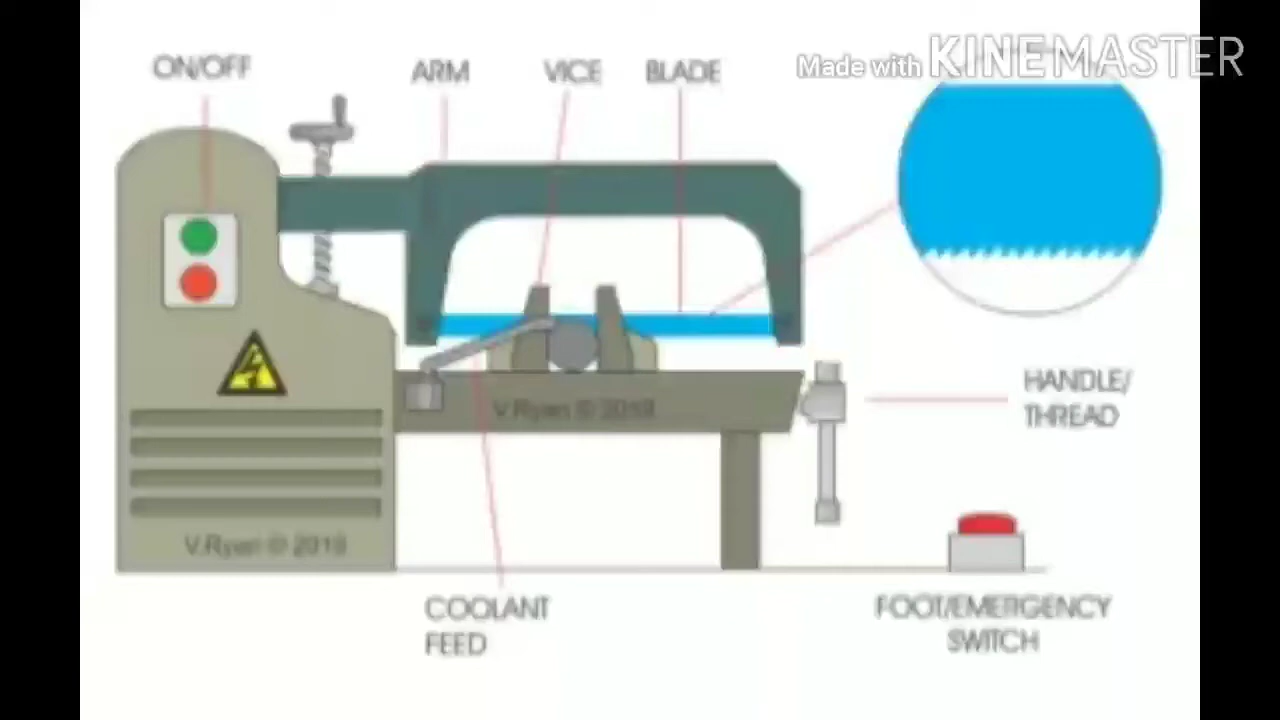 ON/OFF
ARM
VICE
BLADE
Made with KINEMASTER
HANDLE/
THREAD
V.Ryan © 2019
V.Ryan © 2019
COOLANT
FEED
FOOT/EMERGENCY
SWITCH